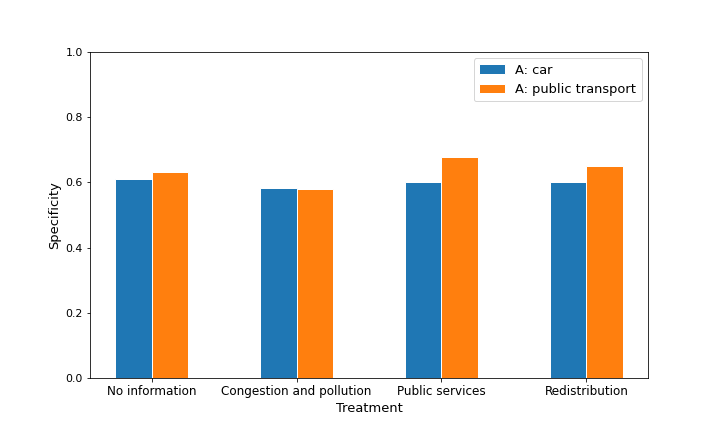 A: car
A: public transport
1.0
0.8
0.6
0.4
0.2
0.0
Specificity
No information
Congestion and pollution
Public services
Redistribution
Treatment